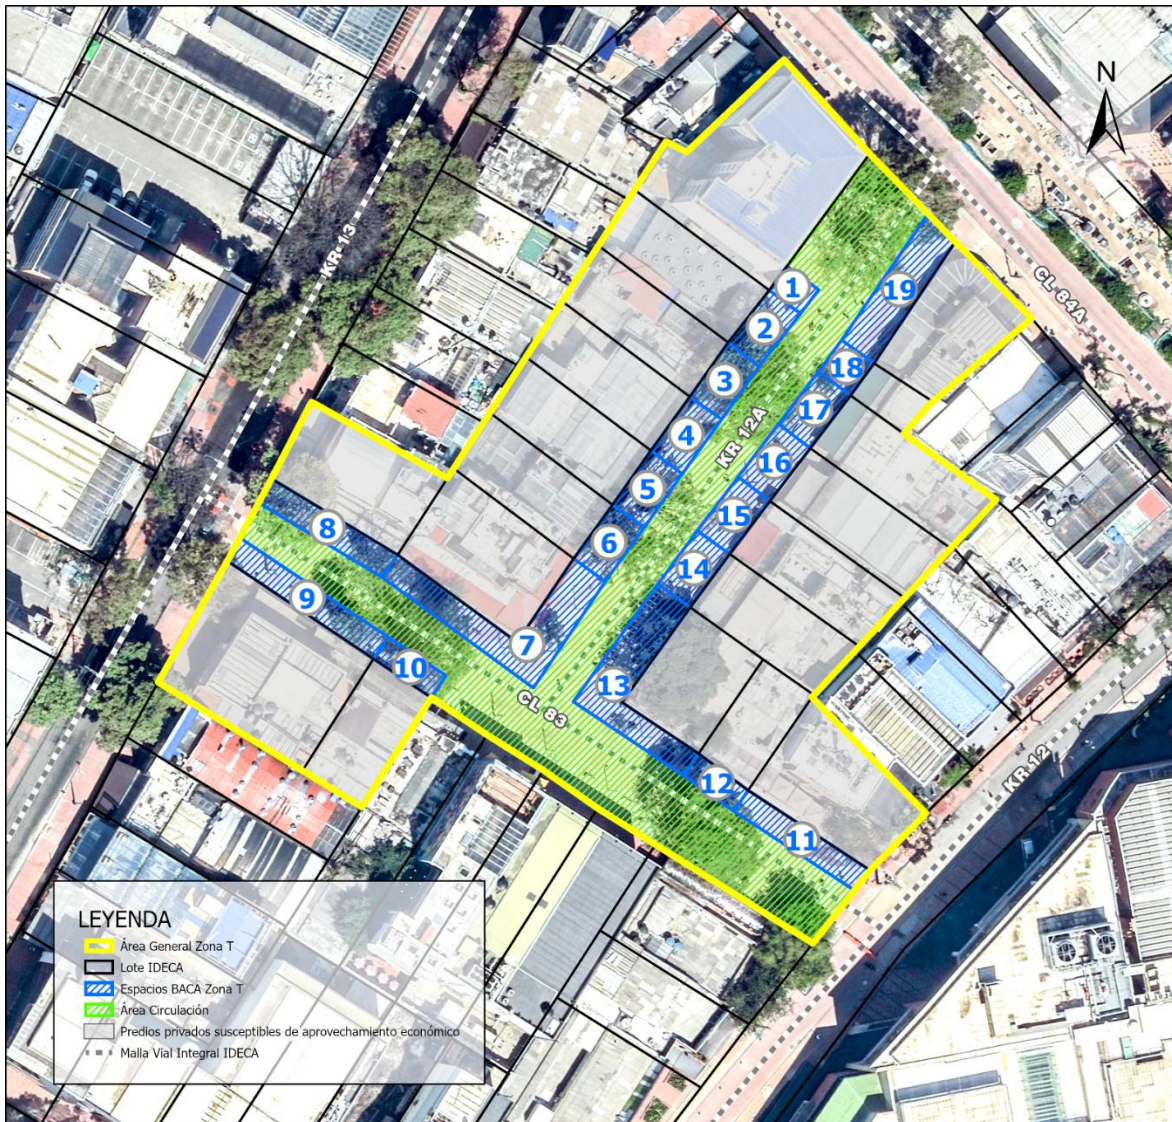 N
KR 13
CL 84A
1
2
19
3
18
4
KR 12A
17
16
5
15
6
14
8
9
7
10
13
CL 83
12
KR 12
11
LEYENDA
Área General Zona T
Lote IDECA
Espacios BACA Zona T
Área Circulación
Predios privados susceptibles de aprovechamiento económico
Malla Vial Integral IDECA